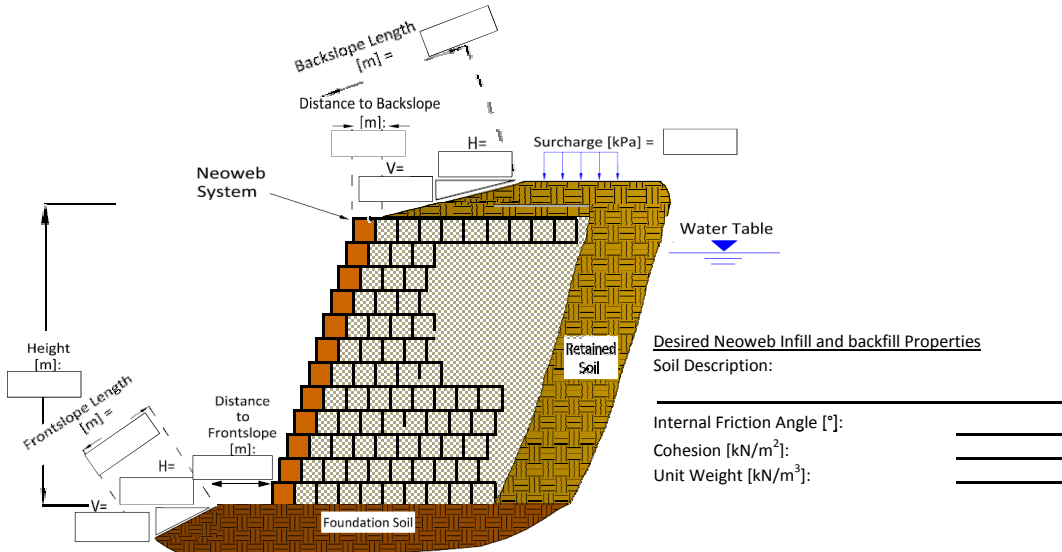 Backslope Length
[m] =
Distance to Backslope
[m]:
H=
V=
Surcharge [kPa] =
Neoweb
System
Water Table
Height
[m]:
Retained
Soil
Desired Neoweb Infill and backfill Properties
Soil Description:
Frontslope Length
[m] =
Distance
to
Frontslope
[m]:
Internal Friction Angle [°]:
Cohesion [kN/m²]:
Unit Weight [kN/m³]:
H=
V=
Foundation Soil